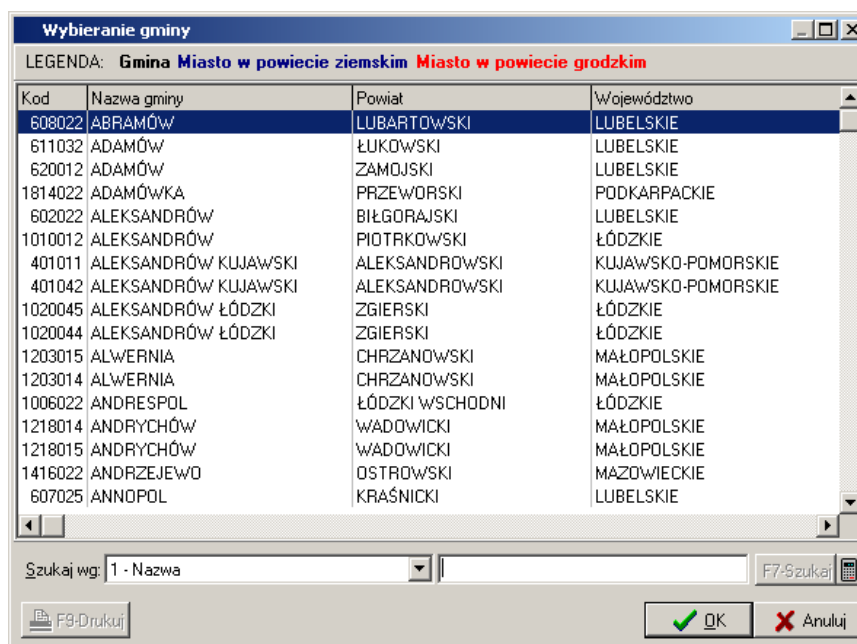 Wybieranie gminy
LEGENDA: Gmina Miasto w powiecie ziemskim Miasto w powiecie grodzkim
Kod Nazwa gminy Powiat Województwo
608022 ABRAMÓW LUBARTOWSKI LUBELSKIE
611032 ADAMÓW ŁUKOWSKI LUBELSKIE
620012 ADAMÓW ZAMOJSKI LUBELSKIE
1814022 ADAMÓWKA PRZEWORSKI PODKARPACKIE
602022 ALEKSANDRÓW BIŁGORAJSKI LUBELSKIE
1010012 ALEKSANDRÓW PIOTRKOWSKI ŁÓDZKIE
401011 ALEKSANDRÓW KUJAWSKI ALEKSANDROWSKI KUJAWSKO-POMORSKIE
401042 ALEKSANDRÓW KUJAWSKI ALEKSANDROWSKI KUJAWSKO-POMORSKIE
1020045 ALEKSANDRÓW ŁÓDZKI ZGIERSKI ŁÓDZKIE
1020044 ALEKSANDRÓW ŁÓDZKI ZGIERSKI ŁÓDZKIE
1203015 ALWERNIA CHRZANOWSKI MAŁOPOLSKIE
1203014 ALWERNIA CHRZANOWSKI MAŁOPOLSKIE
1006022 ANDRESPOL ŁÓDZKI WSCHODNI ŁÓDZKIE
1218014 ANDRYCHÓW WADOWICKI MAŁOPOLSKIE
1218015 ANDRYCHÓW WADOWICKI MAŁOPOLSKIE
1416022 ANDRZEJEWO OSTROWSKI MAZOWIECKIE
607025 ANNOPOL KRAŚNICKI LUBELSKIE
Szukaj wg: 1 - Nazwa F7-Szukaj
F9-Drukuj OK Anuluj